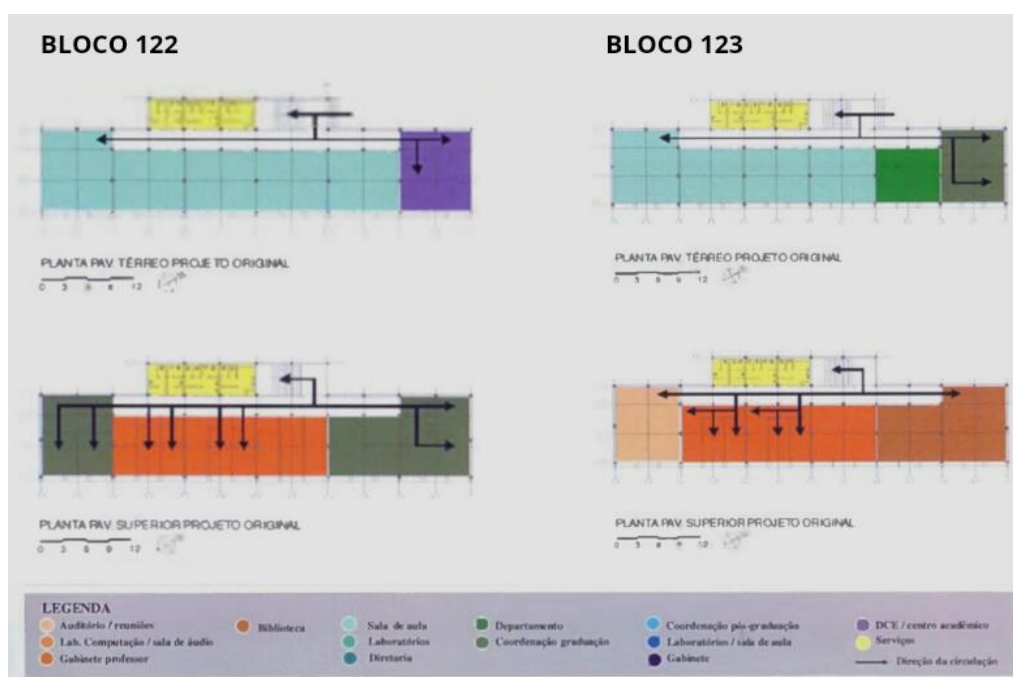 BLOCO 122
BLOCO 123
PLANTA PAV. TÉRREO PROJETO ORIGINAL
0 3 6 9 12
PLANTA PAV. TÉRREO PROJETO ORIGINAL
0 3 6 9 12
PLANTA PAV. SUPERIOR PROJETO ORIGINAL
0 3 6 9 12
PLANTA PAV. SUPERIOR PROJETO ORIGINAL
0 3 6 9 12
LEGENDA
Auditório / reuniões
Lab. Computação / sala de áudio
Gabinete professor
Biblioteca
Sala de aula
Laboratórios
Diretoria
Departamento
Coordenação graduação
Coordenação pós-graduação
Laboratórios / sala de aula
Gabinete
DCE / centro acadêmico
Serviços
Direção da circulação